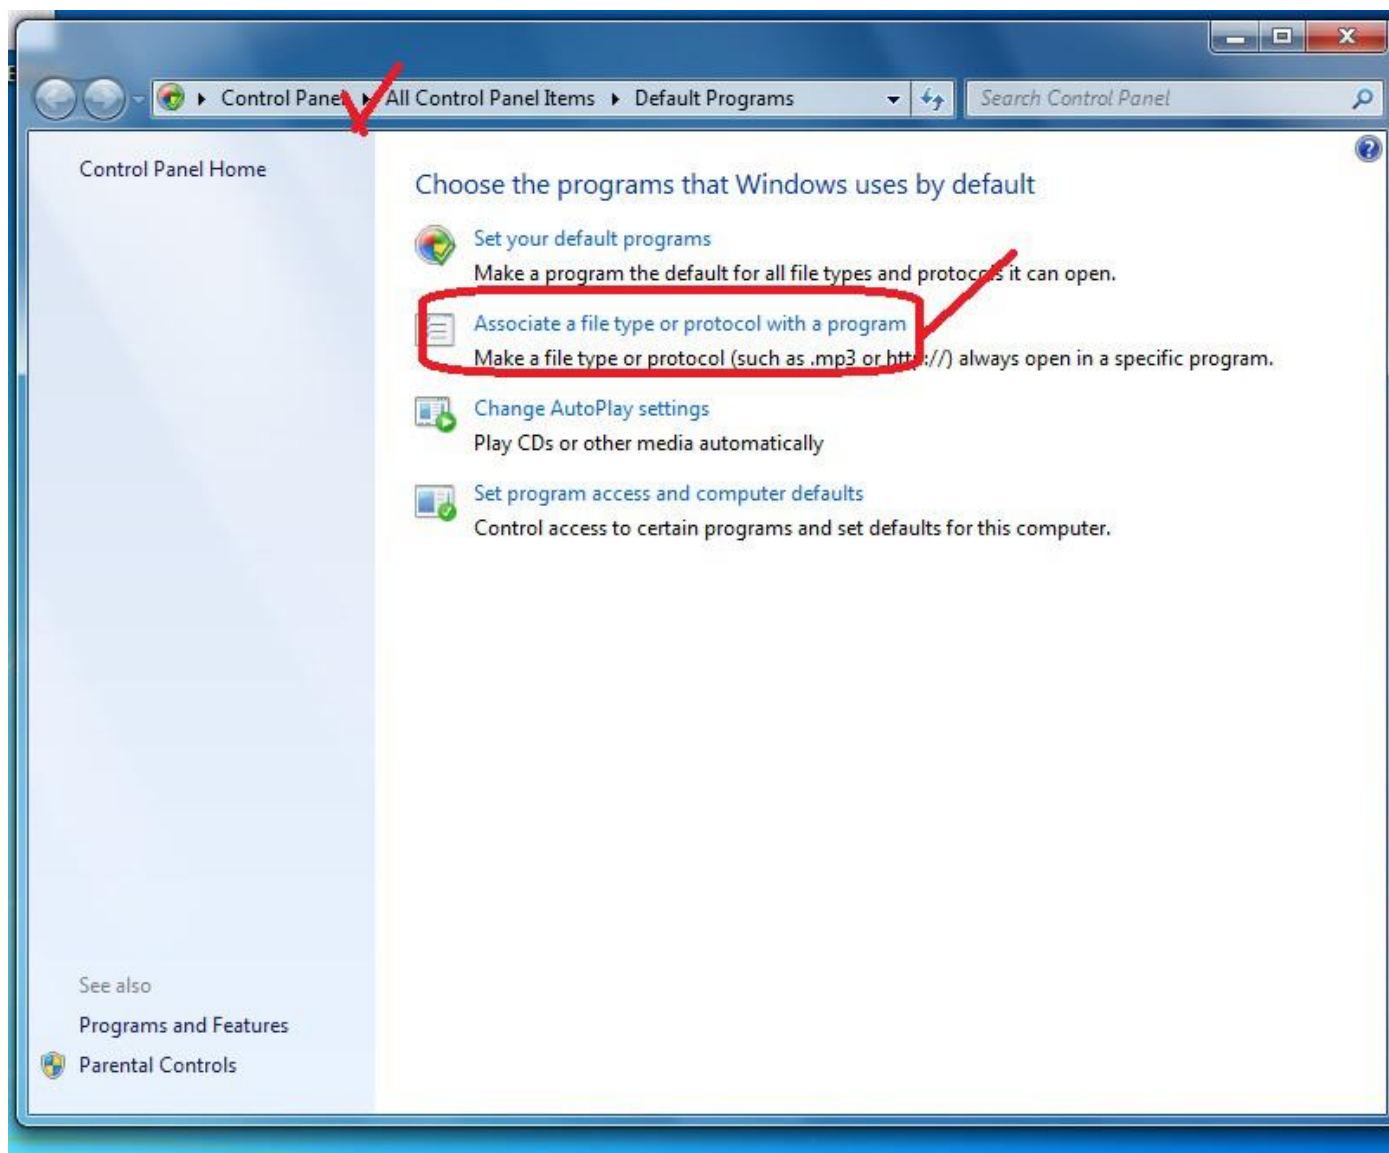 Control Panel All Control Panel Items Default Programs Search Control Panel
Control Panel Home
Choose the programs that Windows uses by default
Set your default programs
Make a program the default for all file types and protocols it can open.
Associate a file type or protocol with a program
Make a file type or protocol (such as .mp3 or http://) always open in a specific program.
Change AutoPlay settings
Play CDs or other media automatically
Set program access and computer defaults
Control access to certain programs and set defaults for this computer.
See also
Programs and Features
Parental Controls